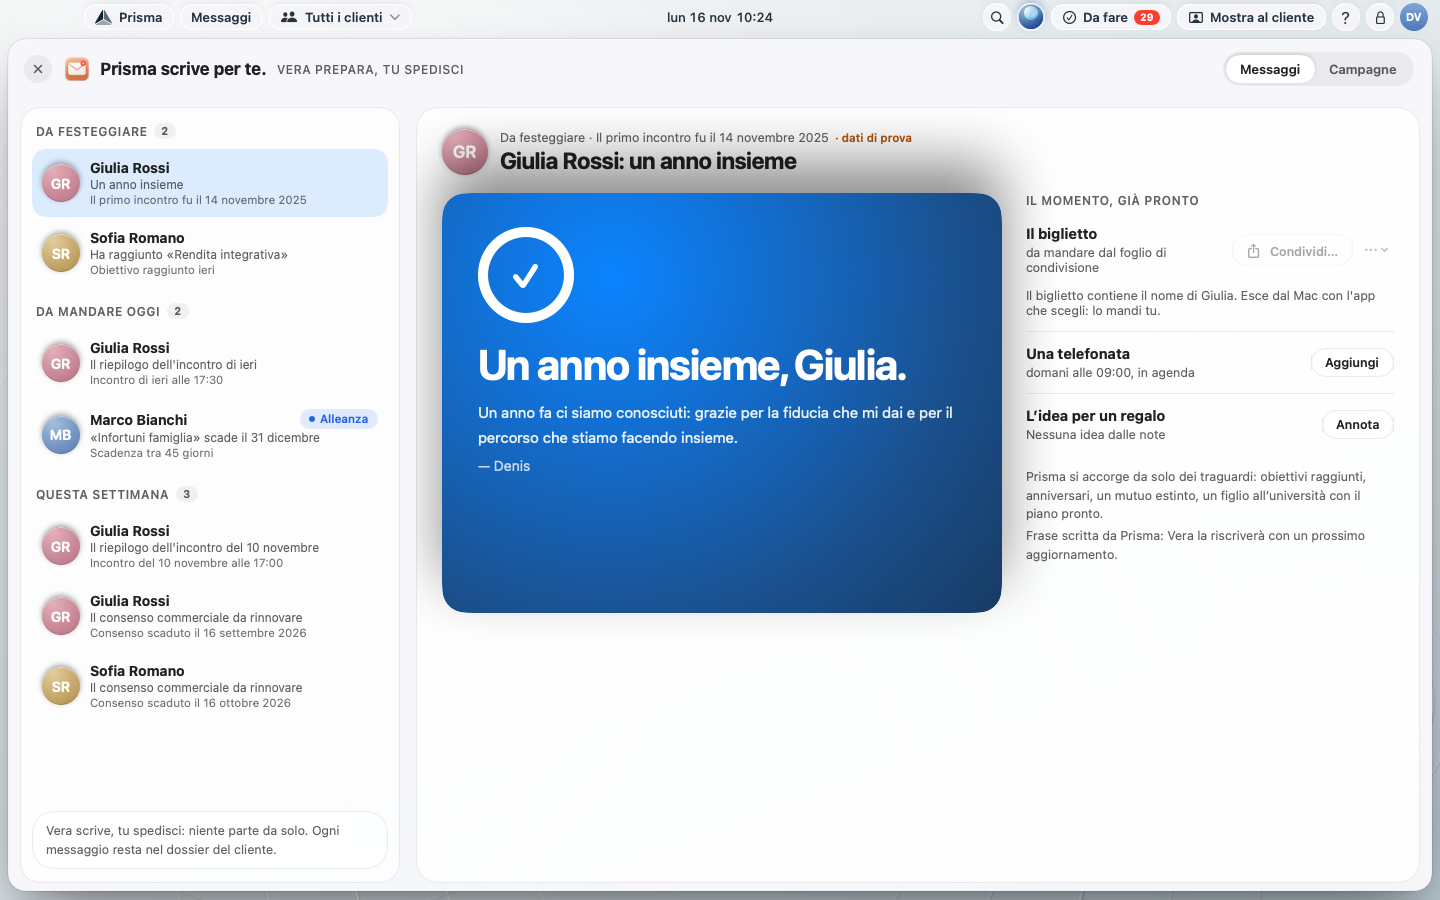 Prisma
Messaggi
Tutti i clienti
lun 16 nov 10:24
Da fare 29
Mostra al cliente
?
DV
Prisma scrive per te. VERA PREPARA, TU SPEDISCI
Messaggi
Campagne
DA FESTEGGIARE 2
GR
Giulia Rossi
Un anno insieme
Il primo incontro fu il 14 novembre 2025
SR
Sofia Romano
Ha raggiunto «Rendita integrativa»
Obiettivo raggiunto ieri
DA MANDARE OGGI 2
GR
Giulia Rossi
Il riepilogo dell'incontro di ieri
Incontro di ieri alle 17:30
MB
Marco Bianchi
Alleanza
«Infortuni famiglia» scade il 31 dicembre
Scadenza tra 45 giorni
QUESTA SETTIMANA 3
GR
Giulia Rossi
Il riepilogo dell'incontro del 10 novembre
Incontro del 10 novembre alle 17:00
GR
Giulia Rossi
Il consenso commerciale da rinnovare
Consenso scaduto il 16 settembre 2026
SR
Sofia Romano
Il consenso commerciale da rinnovare
Consenso scaduto il 16 ottobre 2026
Vera scrive, tu spedisci: niente parte da solo. Ogni
messaggio resta nel dossier del cliente.
GR
Da festeggiare · Il primo incontro fu il 14 novembre 2025 · dati di prova
Giulia Rossi: un anno insieme
Un anno insieme, Giulia.
Un anno fa ci siamo conosciuti: grazie per la fiducia che mi dai e per il
percorso che stiamo facendo insieme.
— Denis
IL MOMENTO, GIÀ PRONTO
Il biglietto
da mandare dal foglio di
condivisione
Condividi...
Il biglietto contiene il nome di Giulia. Esce dal Mac con l'app
che scegli: lo mandi tu.
Una telefonata
domani alle 09:00, in agenda
Aggiungi
L’idea per un regalo
Nessuna idea dalle note
Annota
Prisma si accorge da solo dei traguardi: obiettivi raggiunti,
anniversari, un mutuo estinto, un figlio all’università con il
piano pronto.
Frase scritta da Prisma: Vera la riscriverà con un prossimo
aggiornamento.